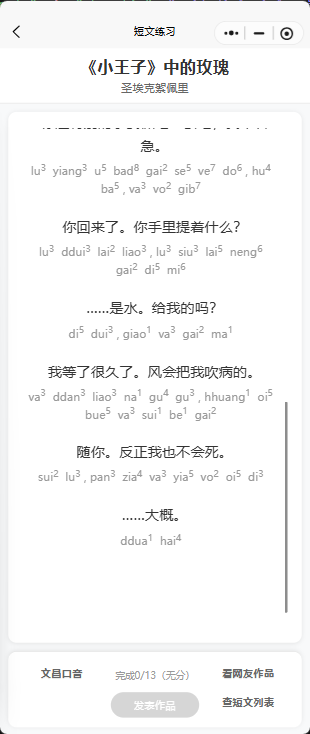 短文练习
《小王子》中的玫瑰
圣埃克絮佩里
急。
lu³ yiang³ u⁵ bad⁸ gai² se⁵ ve⁷ do⁶ , hu⁴
ba⁵ , va³ vo² gib⁷
你回来了。你手里提着什么？
lu³ ddui³ lai² liao³ , lu³ siu³ lai⁵ neng⁶
gai² di⁵ mi⁶
……是水。给我的吗？
di⁵ dui³ , giao¹ va³ gai² ma¹
我等了很久了。风会把我吹病的。
va³ ddan³ liao³ na¹ gu⁴ gu³ , hhuang¹ oi⁵
bue⁵ va³ sui¹ be¹ gai²
随你。反正我也不会死。
sui² lu³ , pan³ zia⁴ va³ yia⁵ vo² oi⁵ di³
……大概。
ddua¹ hai⁴
文昌口音
完成0/13（无分）
看网友作品
发表作品
查短文列表